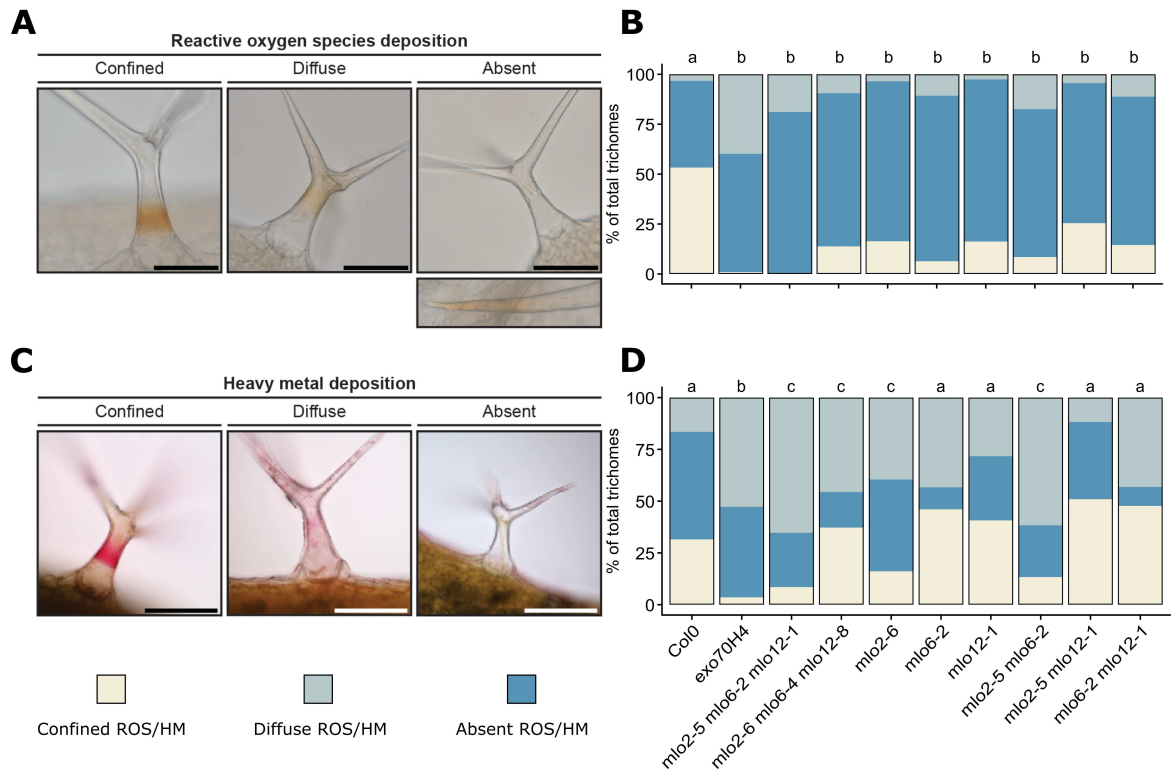 A
Reactive oxygen species deposition
Confined Diffuse Absent
B
a b b b b b b b b b
100
75
50
25
0
% of total trichomes
C
Heavy metal deposition
Confined Diffuse Absent
D
a b c c c a a c a a
100
75
50
25
0
% of total trichomes
Col0
exo70H4
mlo2-5 mlo6-2 mlo12-1
mlo2-6 mlo6-4 mlo12-8
mlo2-6
mlo6-2
mlo12-1
mlo2-5 mlo6-2
mlo2-5 mlo12-1
mlo6-2 mlo12-1
Confined ROS/HM
Diffuse ROS/HM
Absent ROS/HM